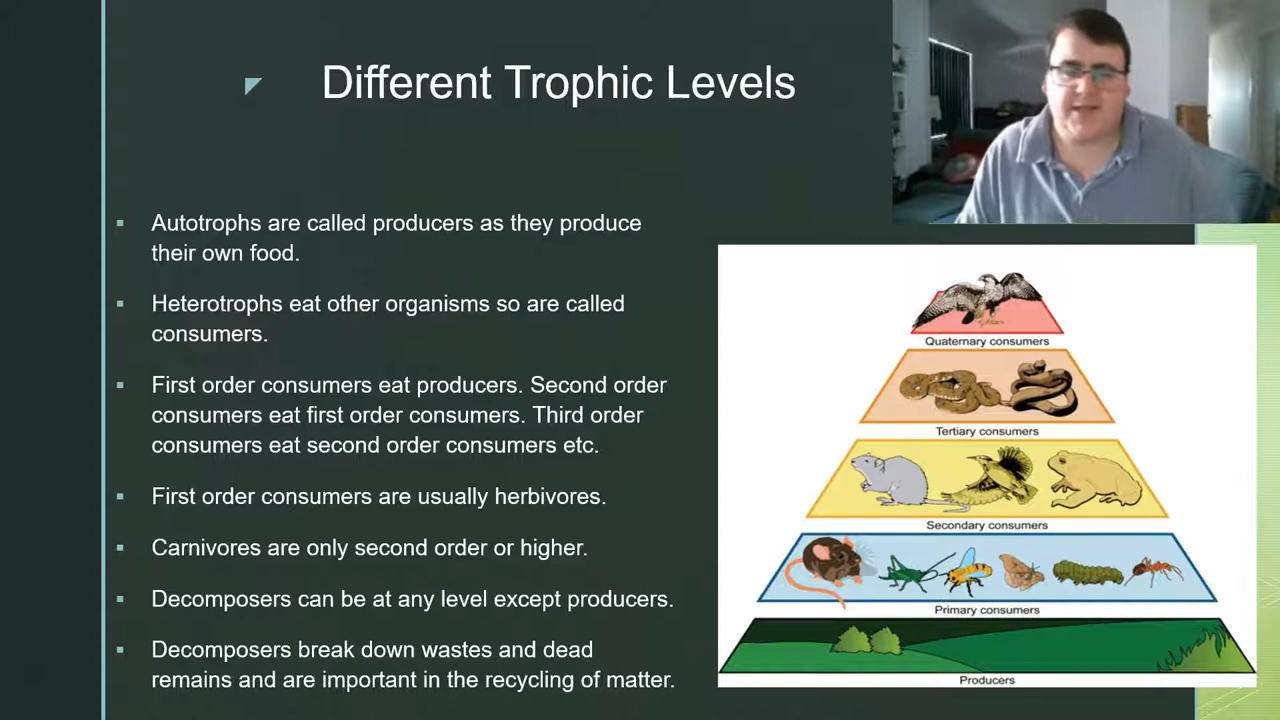 Different Trophic Levels
Autotrophs are called producers as they produce
their own food.
Heterotrophs eat other organisms so are called
consumers.
First order consumers eat producers. Second order
consumers eat first order consumers. Third order
consumers eat second order consumers etc.
First order consumers are usually herbivores.
Carnivores are only second order or higher.
Decomposers can be at any level except producers.
Decomposers break down wastes and dead
remains and are important in the recycling of matter.
Quaternary consumers
Tertiary consumers
Secondary consumers
Primary consumers
Producers